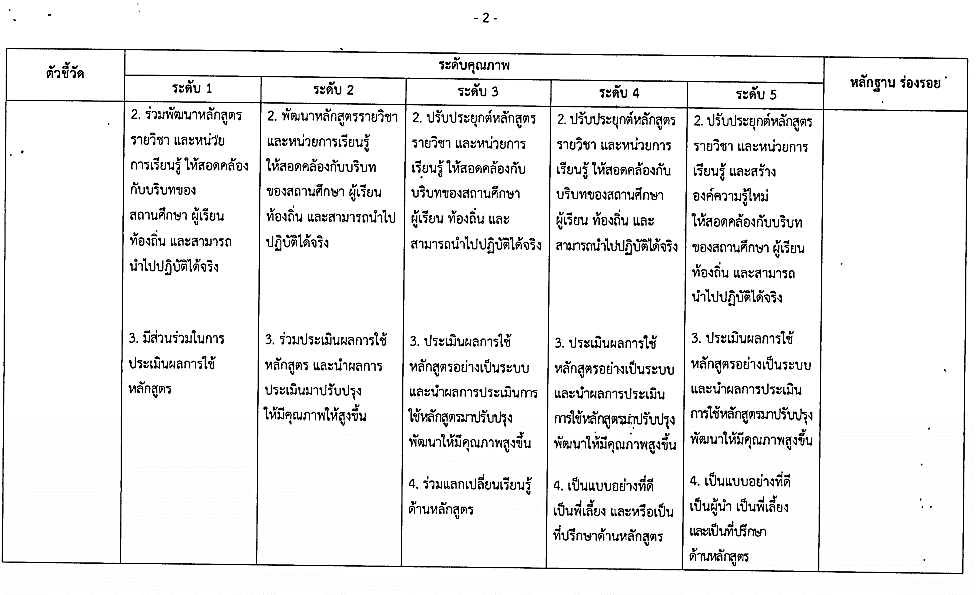 - 2 -
ตัวชี้วัด
ระดับคุณภาพ
หลักฐาน ร่องรอย
ระดับ 1
ระดับ 2
ระดับ 3
ระดับ 4
ระดับ 5
2. ร่วมพัฒนาหลักสูตร
รายวิชา และหน่วย
การเรียนรู้ ให้สอดคล้อง
กับบริบทของ
สถานศึกษา ผู้เรียน
ท้องถิ่น และสามารถ
นำไปปฏิบัติได้จริง
2. พัฒนาหลักสูตรรายวิชา
และหน่วยการเรียนรู้
ให้สอดคล้องกับบริบท
ของสถานศึกษา ผู้เรียน
ท้องถิ่น และสามารถนำไป
ปฏิบัติได้จริง
2. ปรับประยุกต์หลักสูตร
รายวิชา และหน่วยการ
เรียนรู้ ให้สอดคล้องกับ
บริบทของสถานศึกษา
ผู้เรียน ท้องถิ่น และ
สามารถนำไปปฏิบัติได้จริง
2. ปรับประยุกต์หลักสูตร
รายวิชา และหน่วยการ
เรียนรู้ ให้สอดคล้องกับ
บริบทของสถานศึกษา
ผู้เรียน ท้องถิ่น และ
สามารถนำไปปฏิบัติได้จริง
2. ปรับประยุกต์หลักสูตร
รายวิชา และหน่วยการ
เรียนรู้ และสร้าง
องค์ความรู้ใหม่
ให้สอดคล้องกับบริบท
ของสถานศึกษา ผู้เรียน
ท้องถิ่น และสามารถ
นำไปปฏิบัติได้จริง
3. มีส่วนร่วมในการ
ประเมินผลการใช้
หลักสูตร
3. ร่วมประเมินผลการใช้
หลักสูตร และนำผลการ
ประเมินมาปรับปรุง
ให้มีคุณภาพให้สูงขึ้น
3. ประเมินผลการใช้
หลักสูตรอย่างเป็นระบบ
และนำผลการประเมินการ
ใช้หลักสูตรมาปรับปรุง
พัฒนาให้มีคุณภาพสูงขึ้น
3. ประเมินผลการใช้
หลักสูตรอย่างเป็นระบบ
และนำผลการประเมิน
การใช้หลักสูตรมาปรับปรุง
พัฒนาให้มีคุณภาพสูงขึ้น
3. ประเมินผลการใช้
หลักสูตรอย่างเป็นระบบ
และนำผลการประเมิน
การใช้หลักสูตรมาปรับปรุง
พัฒนาให้มีคุณภาพสูงขึ้น
4. ร่วมแลกเปลี่ยนเรียนรู้
ด้านหลักสูตร
4. เป็นแบบอย่างที่ดี
เป็นพี่เลี้ยง และหรือเป็น
ที่ปรึกษาด้านหลักสูตร
4. เป็นแบบอย่างที่ดี
เป็นผู้นำ เป็นพี่เลี้ยง
และเป็นที่ปรึกษา
ด้านหลักสูตร